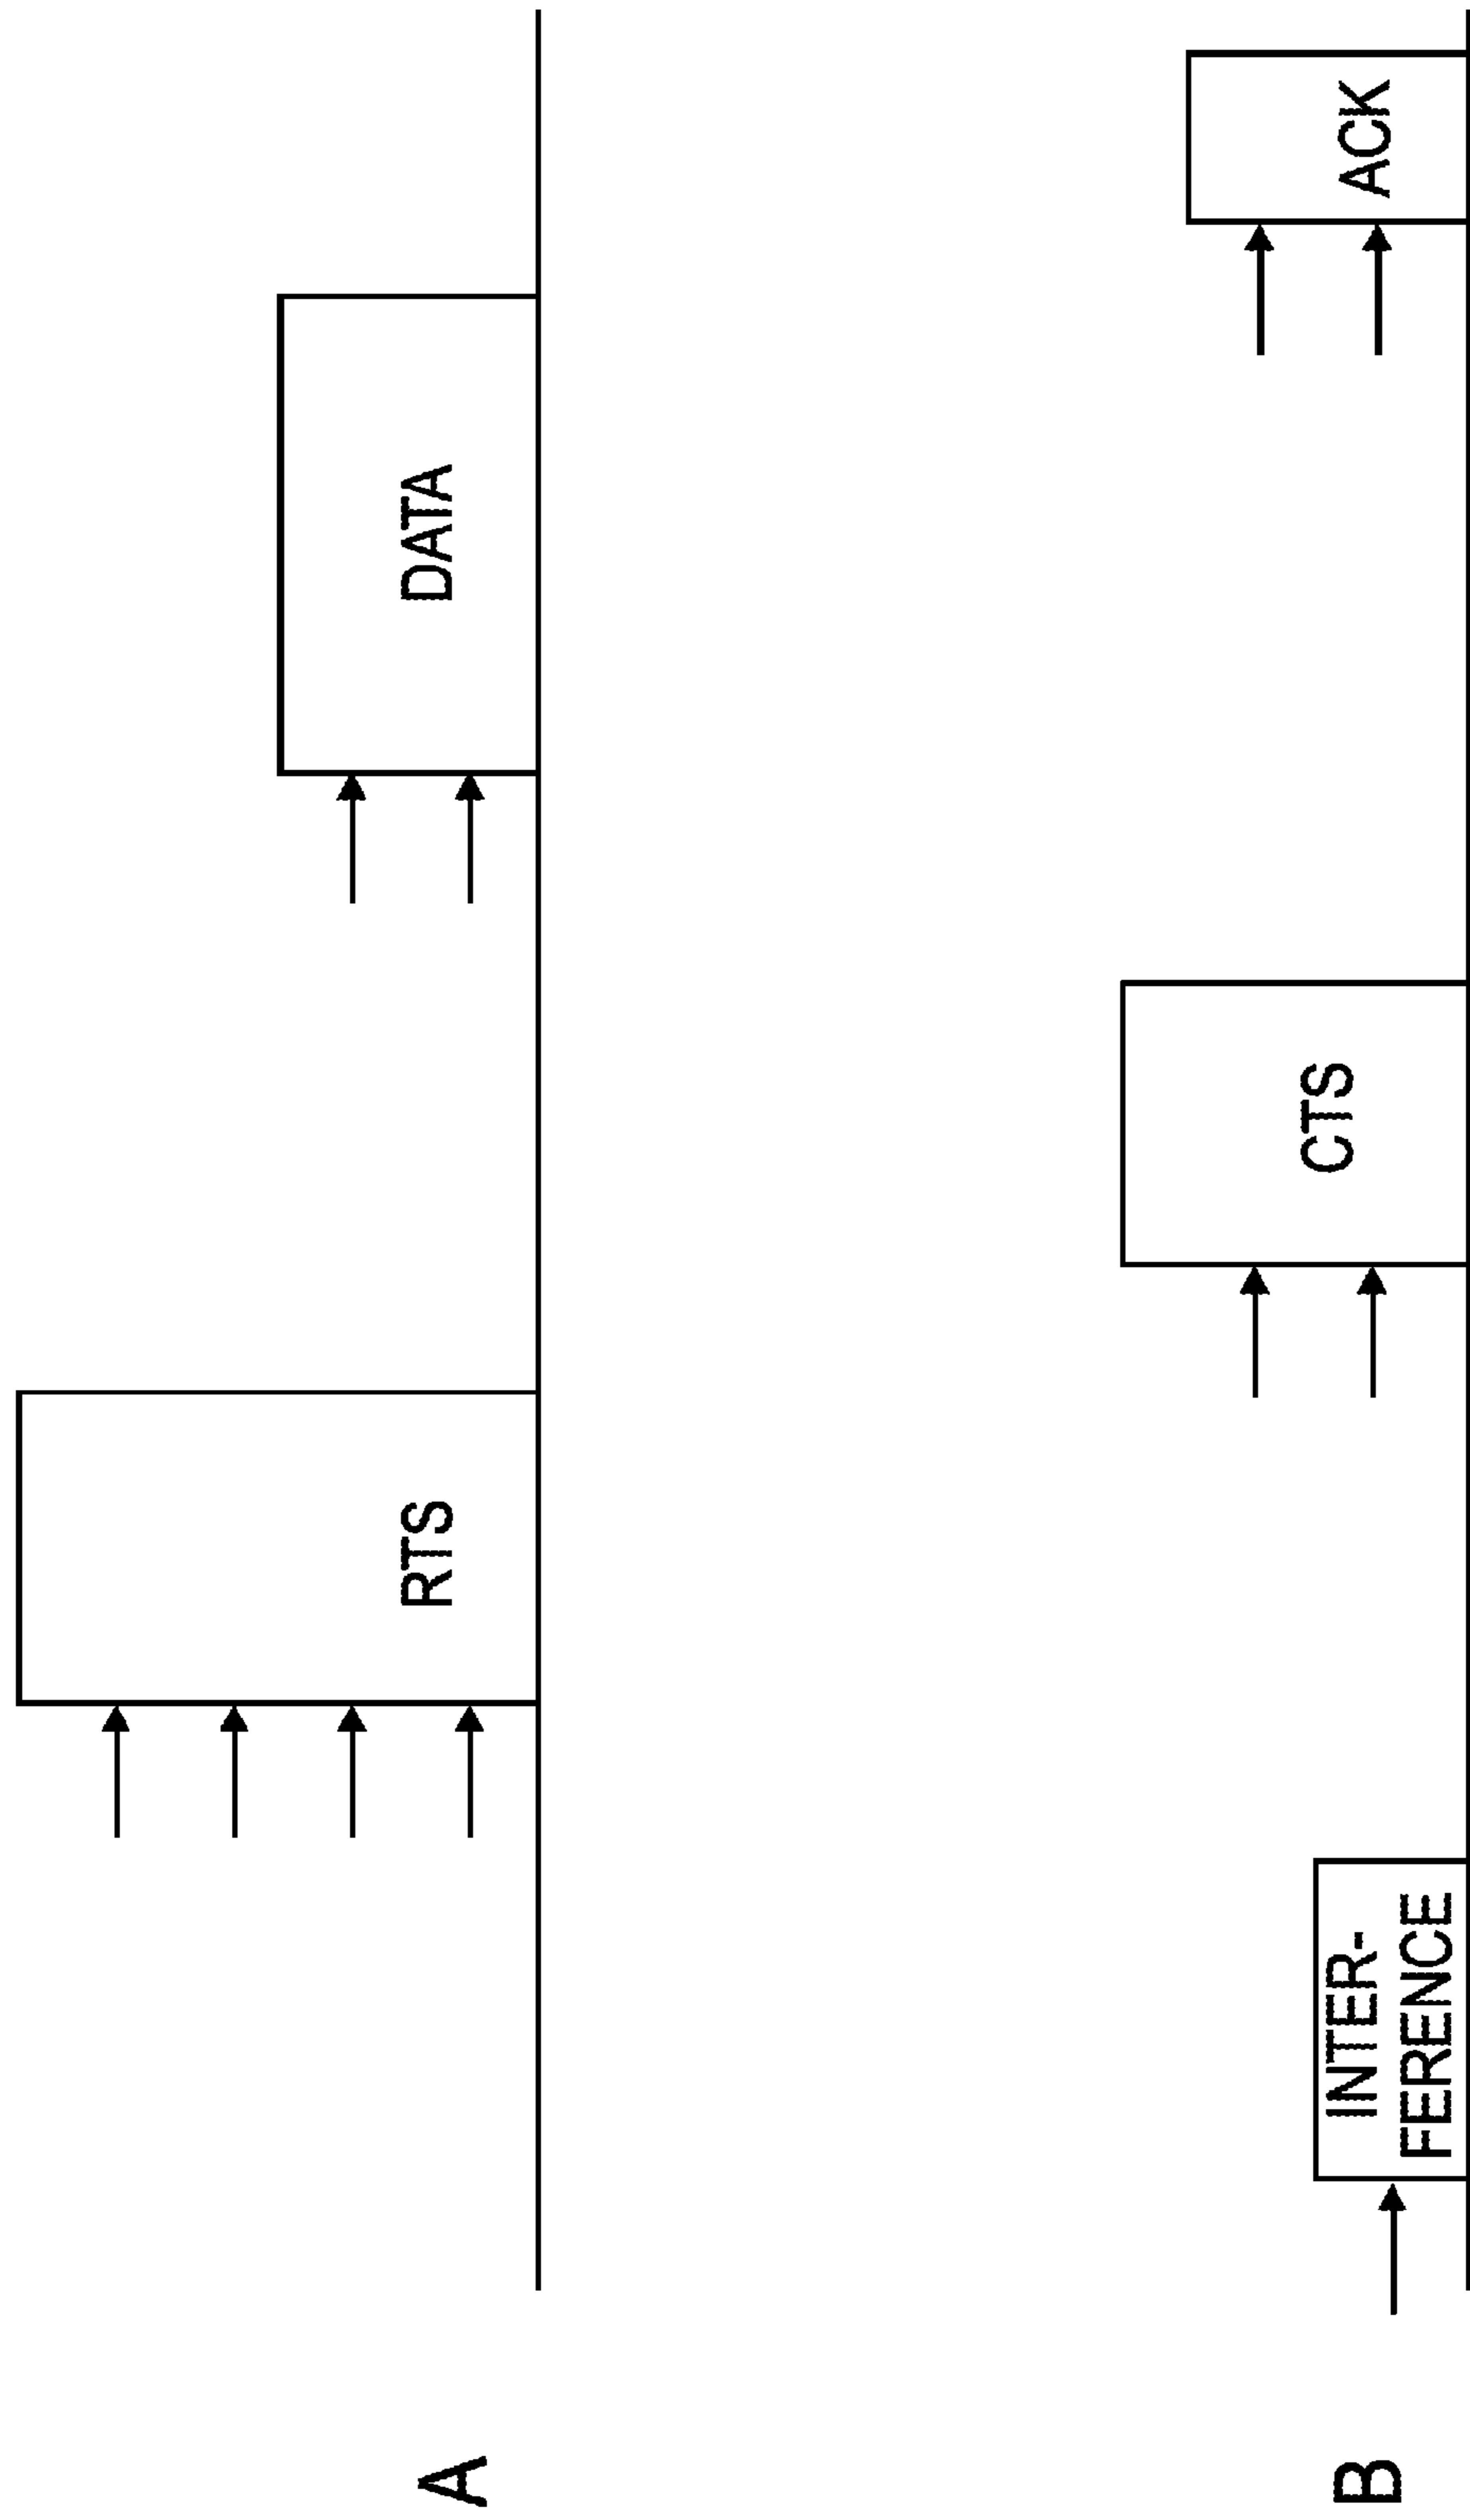 A
RTS
DATA
B
INTER-
FERENCE
CTS
ACK